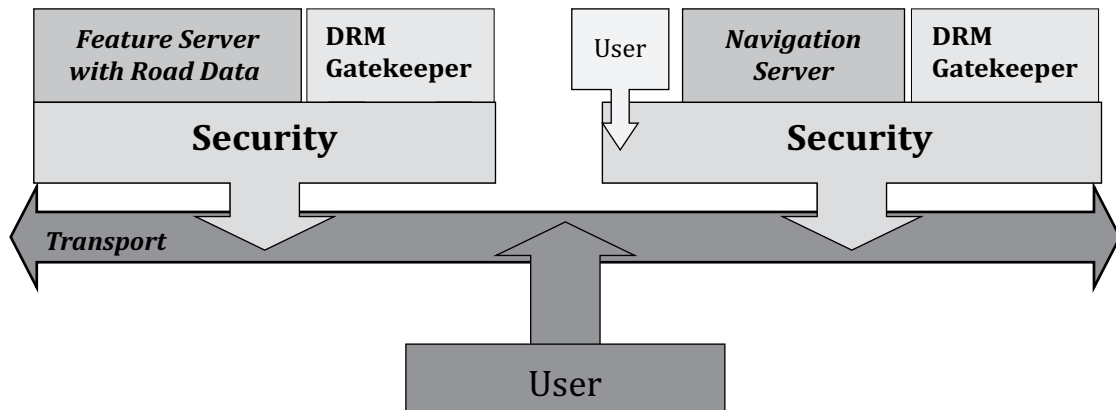 Feature Server
with Road Data
DRM
Gatekeeper
Security
User
Navigation
Server
DRM
Gatekeeper
Security
Transport
User